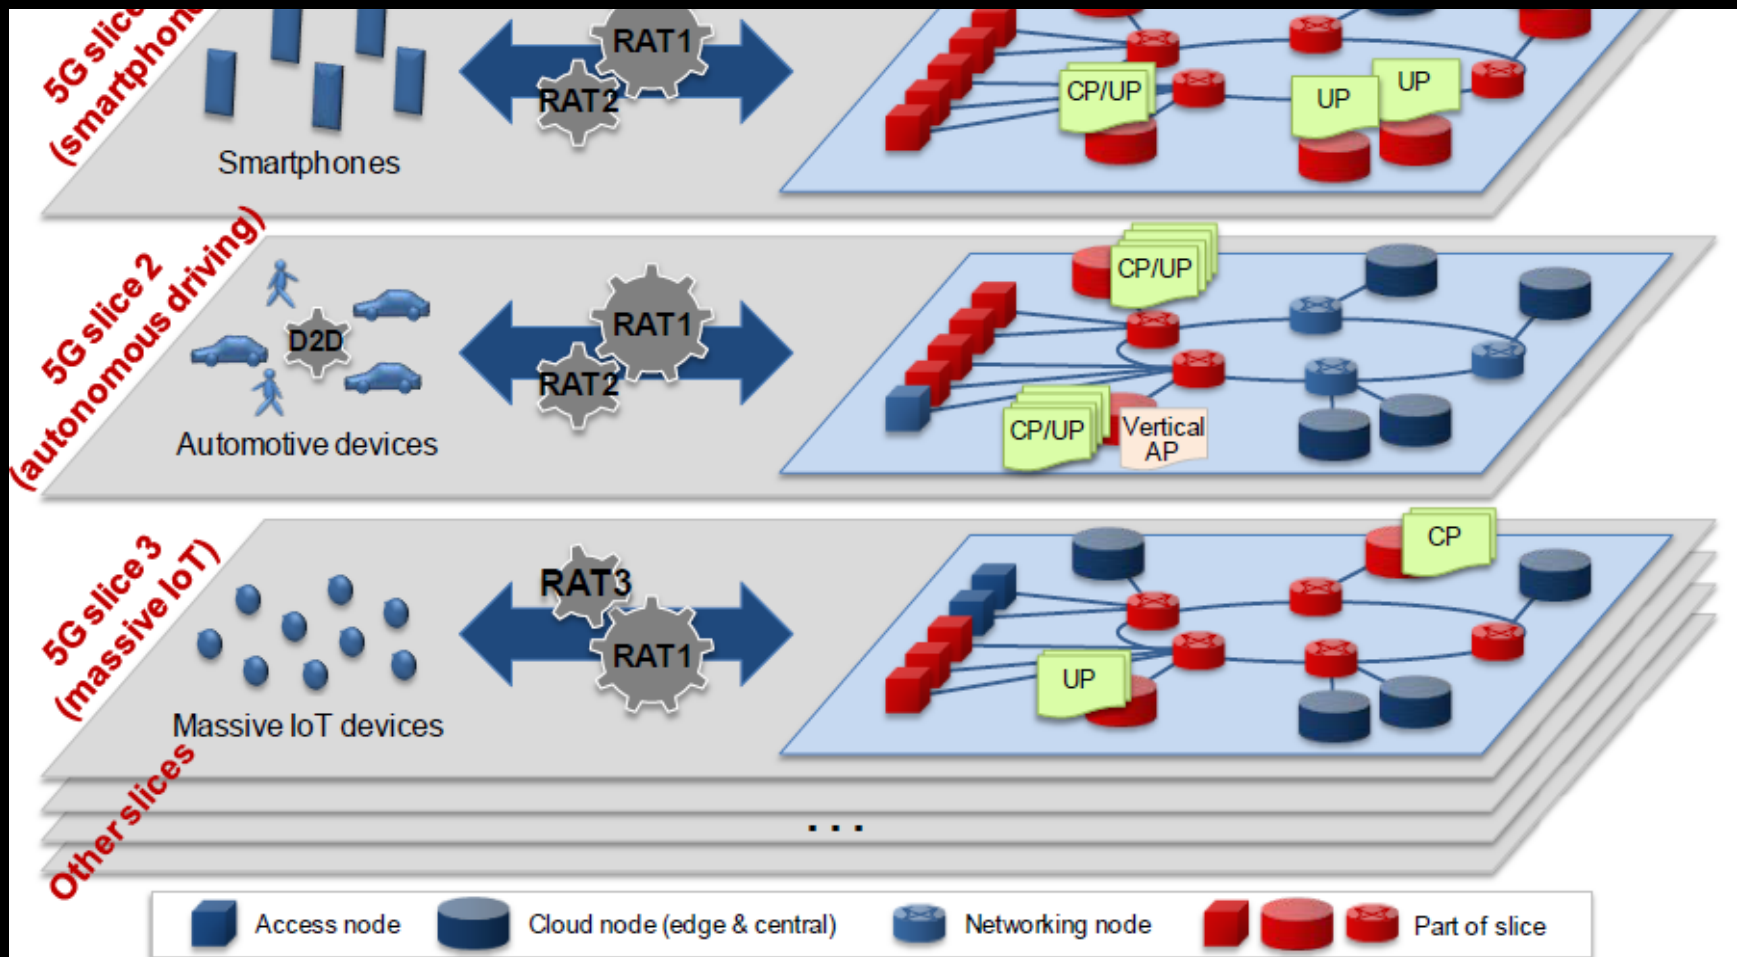 5G slice
(smartphon
RAT1
RAT2
Smartphones
CP/UP
UP
UP
5G slice 2
(autonomous driving)
D2D
Automotive devices
RAT1
RAT2
CP/UP
CP/UP
Vertical
AP
5G slice 3
(massive IoT)
Massive IoT devices
RAT3
RAT1
CP
UP
Other slices
. . .
Access node
Cloud node (edge & central)
Networking node
Part of slice